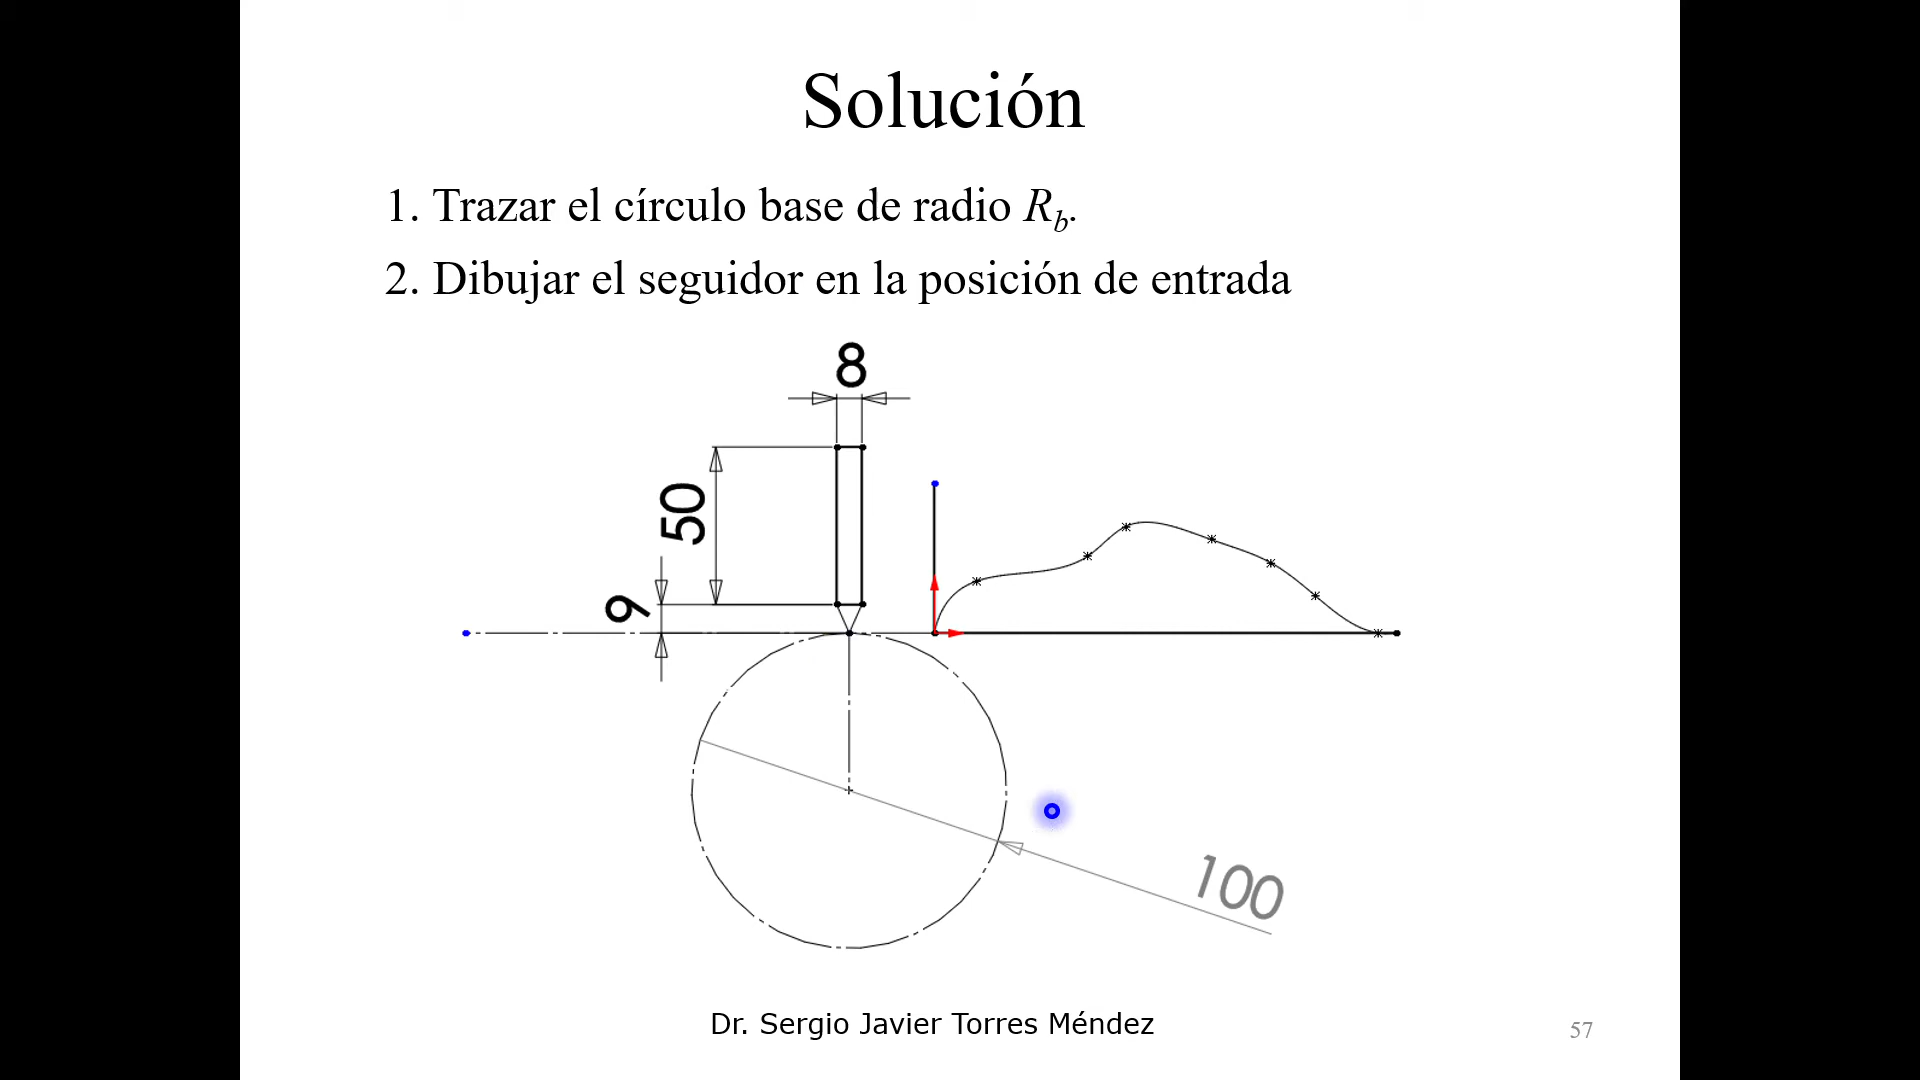 Solución
1. Trazar el círculo base de radio Rb.
2. Dibujar el seguidor en la posición de entrada
8
50
9
100
Dr. Sergio Javier Torres Méndez
57